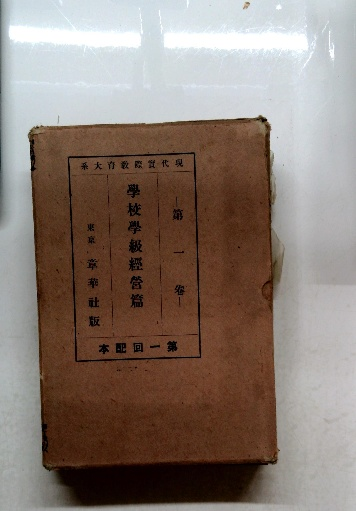 現代實際教育大系
—第一卷—
學校學級經營篇
東京 章華社版
第一回配本